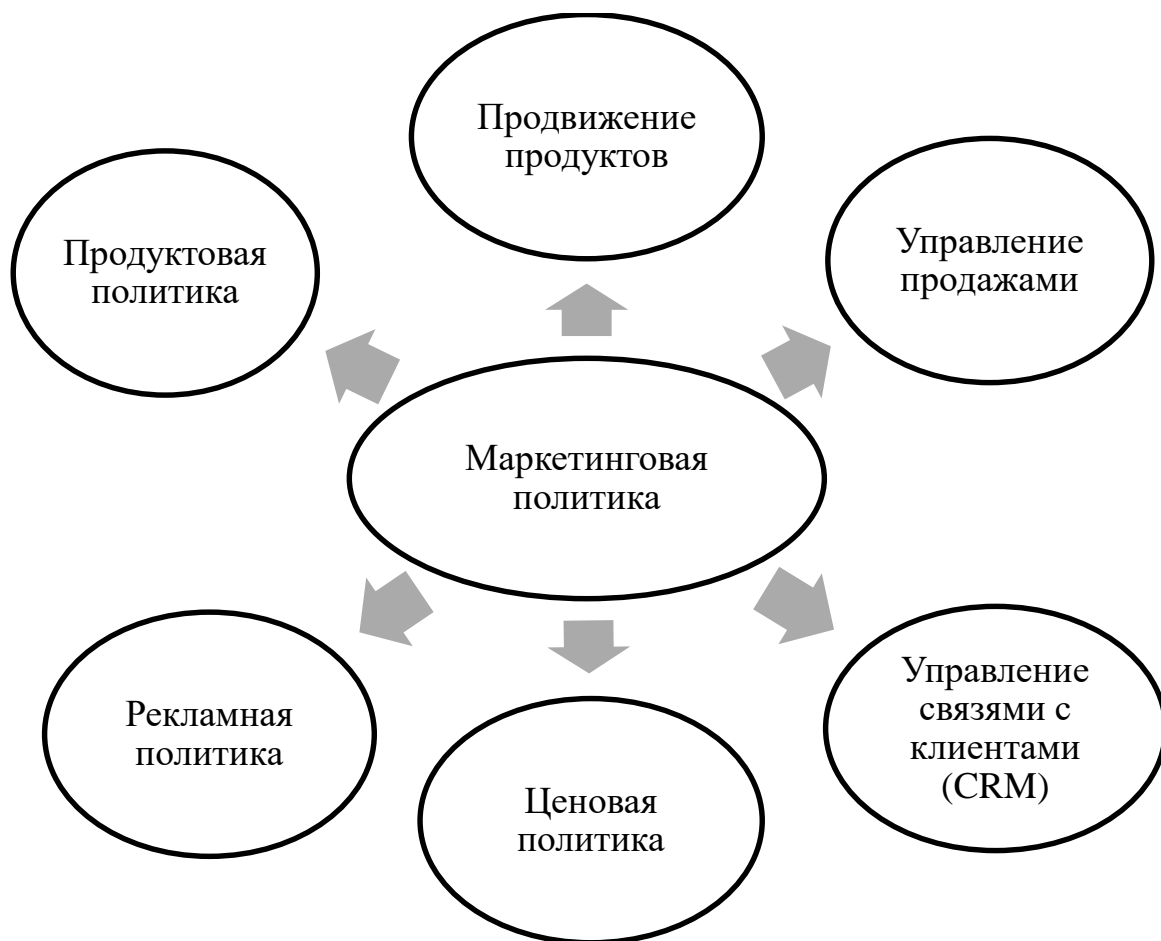 Продвижение
продуктов
Продуктовая
политика
Управление
продажами
Маркетинговая
политика
Рекламная
политика
Ценовая
политика
Управление
связями с
клиентами
(CRM)